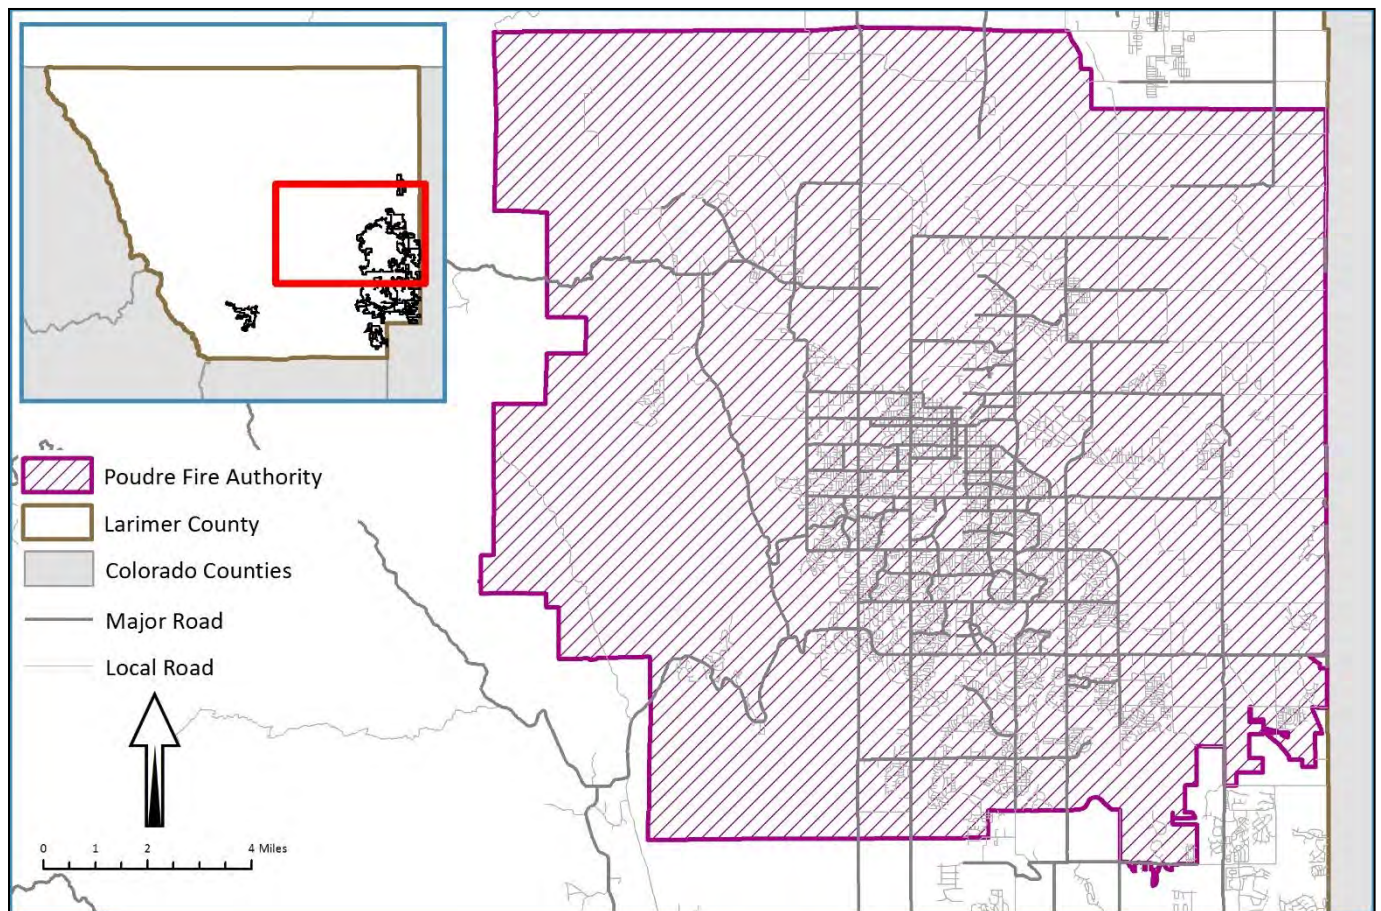 Poudre Fire Authority
Larimer County
Colorado Counties
Major Road
Local Road
0 1 2 4 Miles